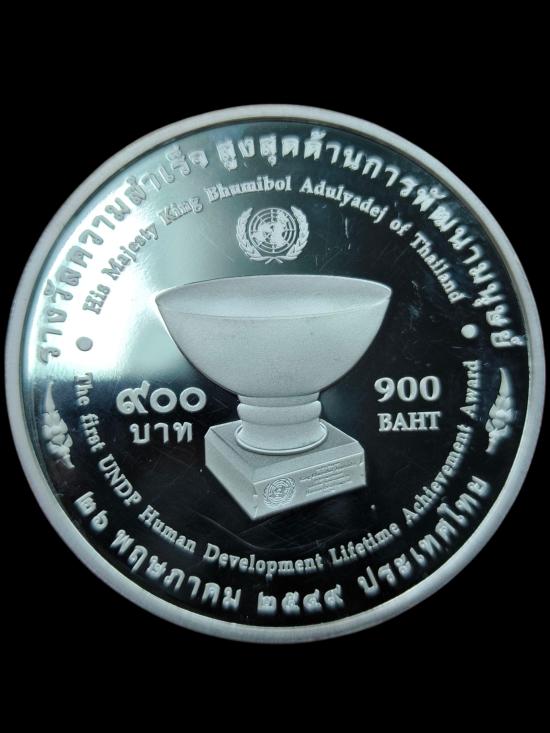 รางวัลความสำเร็จ สูงสุดด้านการพัฒนามนุษย์
His Majesty King Bhumibol Adulyadej of Thailand
๙๐๐
บาท
900
BAHT
The first UNDP Human Development Lifetime Achievement Award
๒๖ พฤษภาคม ๒๕๔๙ ประเทศไทย